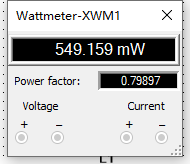 Wattmeter-XWM1 ×
549.159 mW
Power factor: 0.79897
Voltage Current
+ − + −